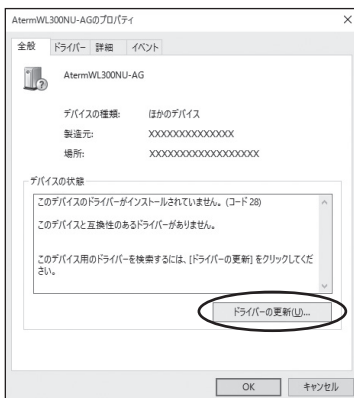 AtermWL300NU-AGのプロパティ
全般 ドライバー 詳細 イベント
AtermWL300NU-AG
デバイスの種類: ほかのデバイス
製造元: XXXXXXXXXXXXXX
場所: XXXXXXXXXXXXXXXXXX
デバイスの状態
このデバイスのドライバーがインストールされていません。(コード 28)
このデバイスと互換性のあるドライバーがありません。
このデバイス用のドライバーを検索するには、[ドライバーの更新] をクリックしてくだ
さい。
ドライバーの更新(U)...
OK キャンセル